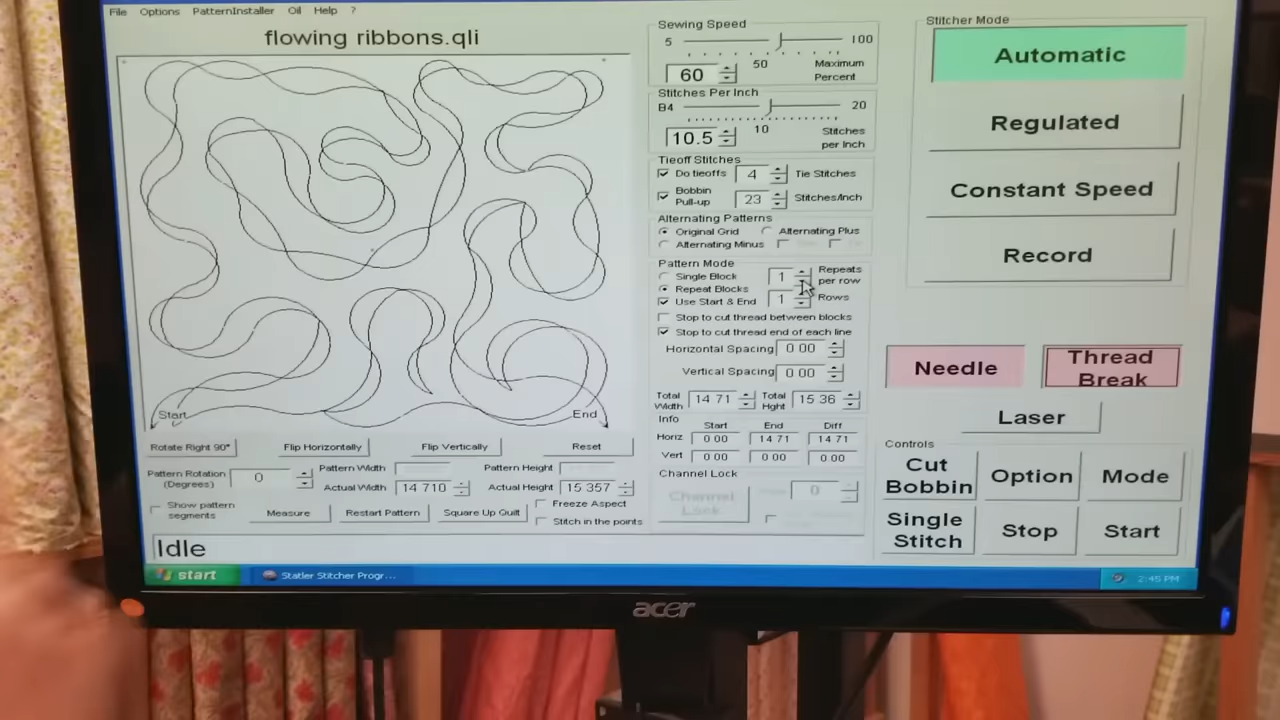 File Options PatternInstaller Oil Help ?
flowing ribbons.qli
Start
End
Rotate Right 90° Flip Horizontally Flip Vertically Reset
Pattern Rotation (Degrees) 0
Pattern Width
Pattern Height
Actual Width 14 710
Actual Height 15 357
Show pattern segments
Measure Restart Pattern Square Up Quilt
Freeze Aspect
Stitch in the points
Idle
Sewing Speed
5 100
50
Maximum Percent
60
Stitches Per Inch
B4 20
10
10.5
Stitches per Inch
Tieoff Stitches
Do tieoffs 4 Tie Stitches
Bobbin Pull-up 23 Stitches/Inch
Alternating Patterns
Original Grid Alternating Plus
Alternating Minus
Pattern Mode
Single Block 1 Repeats per row
Repeat Blocks
Use Start & End 1 Rows
Stop to cut thread between blocks
Stop to cut thread end of each line
Horizontal Spacing 0 00
Vertical Spacing 0 00
Total Width 14 71 Total Hght 15 36
Info
Start End Diff
Horiz 0 00 14 71 14 71
Vert 0 00 0 00 0.00
Channel Lock
Channel Lock
0
Stitcher Mode
Automatic
Regulated
Constant Speed
Record
Needle
Thread Break
Laser
Controls
Cut Bobbin
Option
Mode
Single Stitch
Stop
Start
start
Statler Stitcher Progr...
2:45 PM
acer